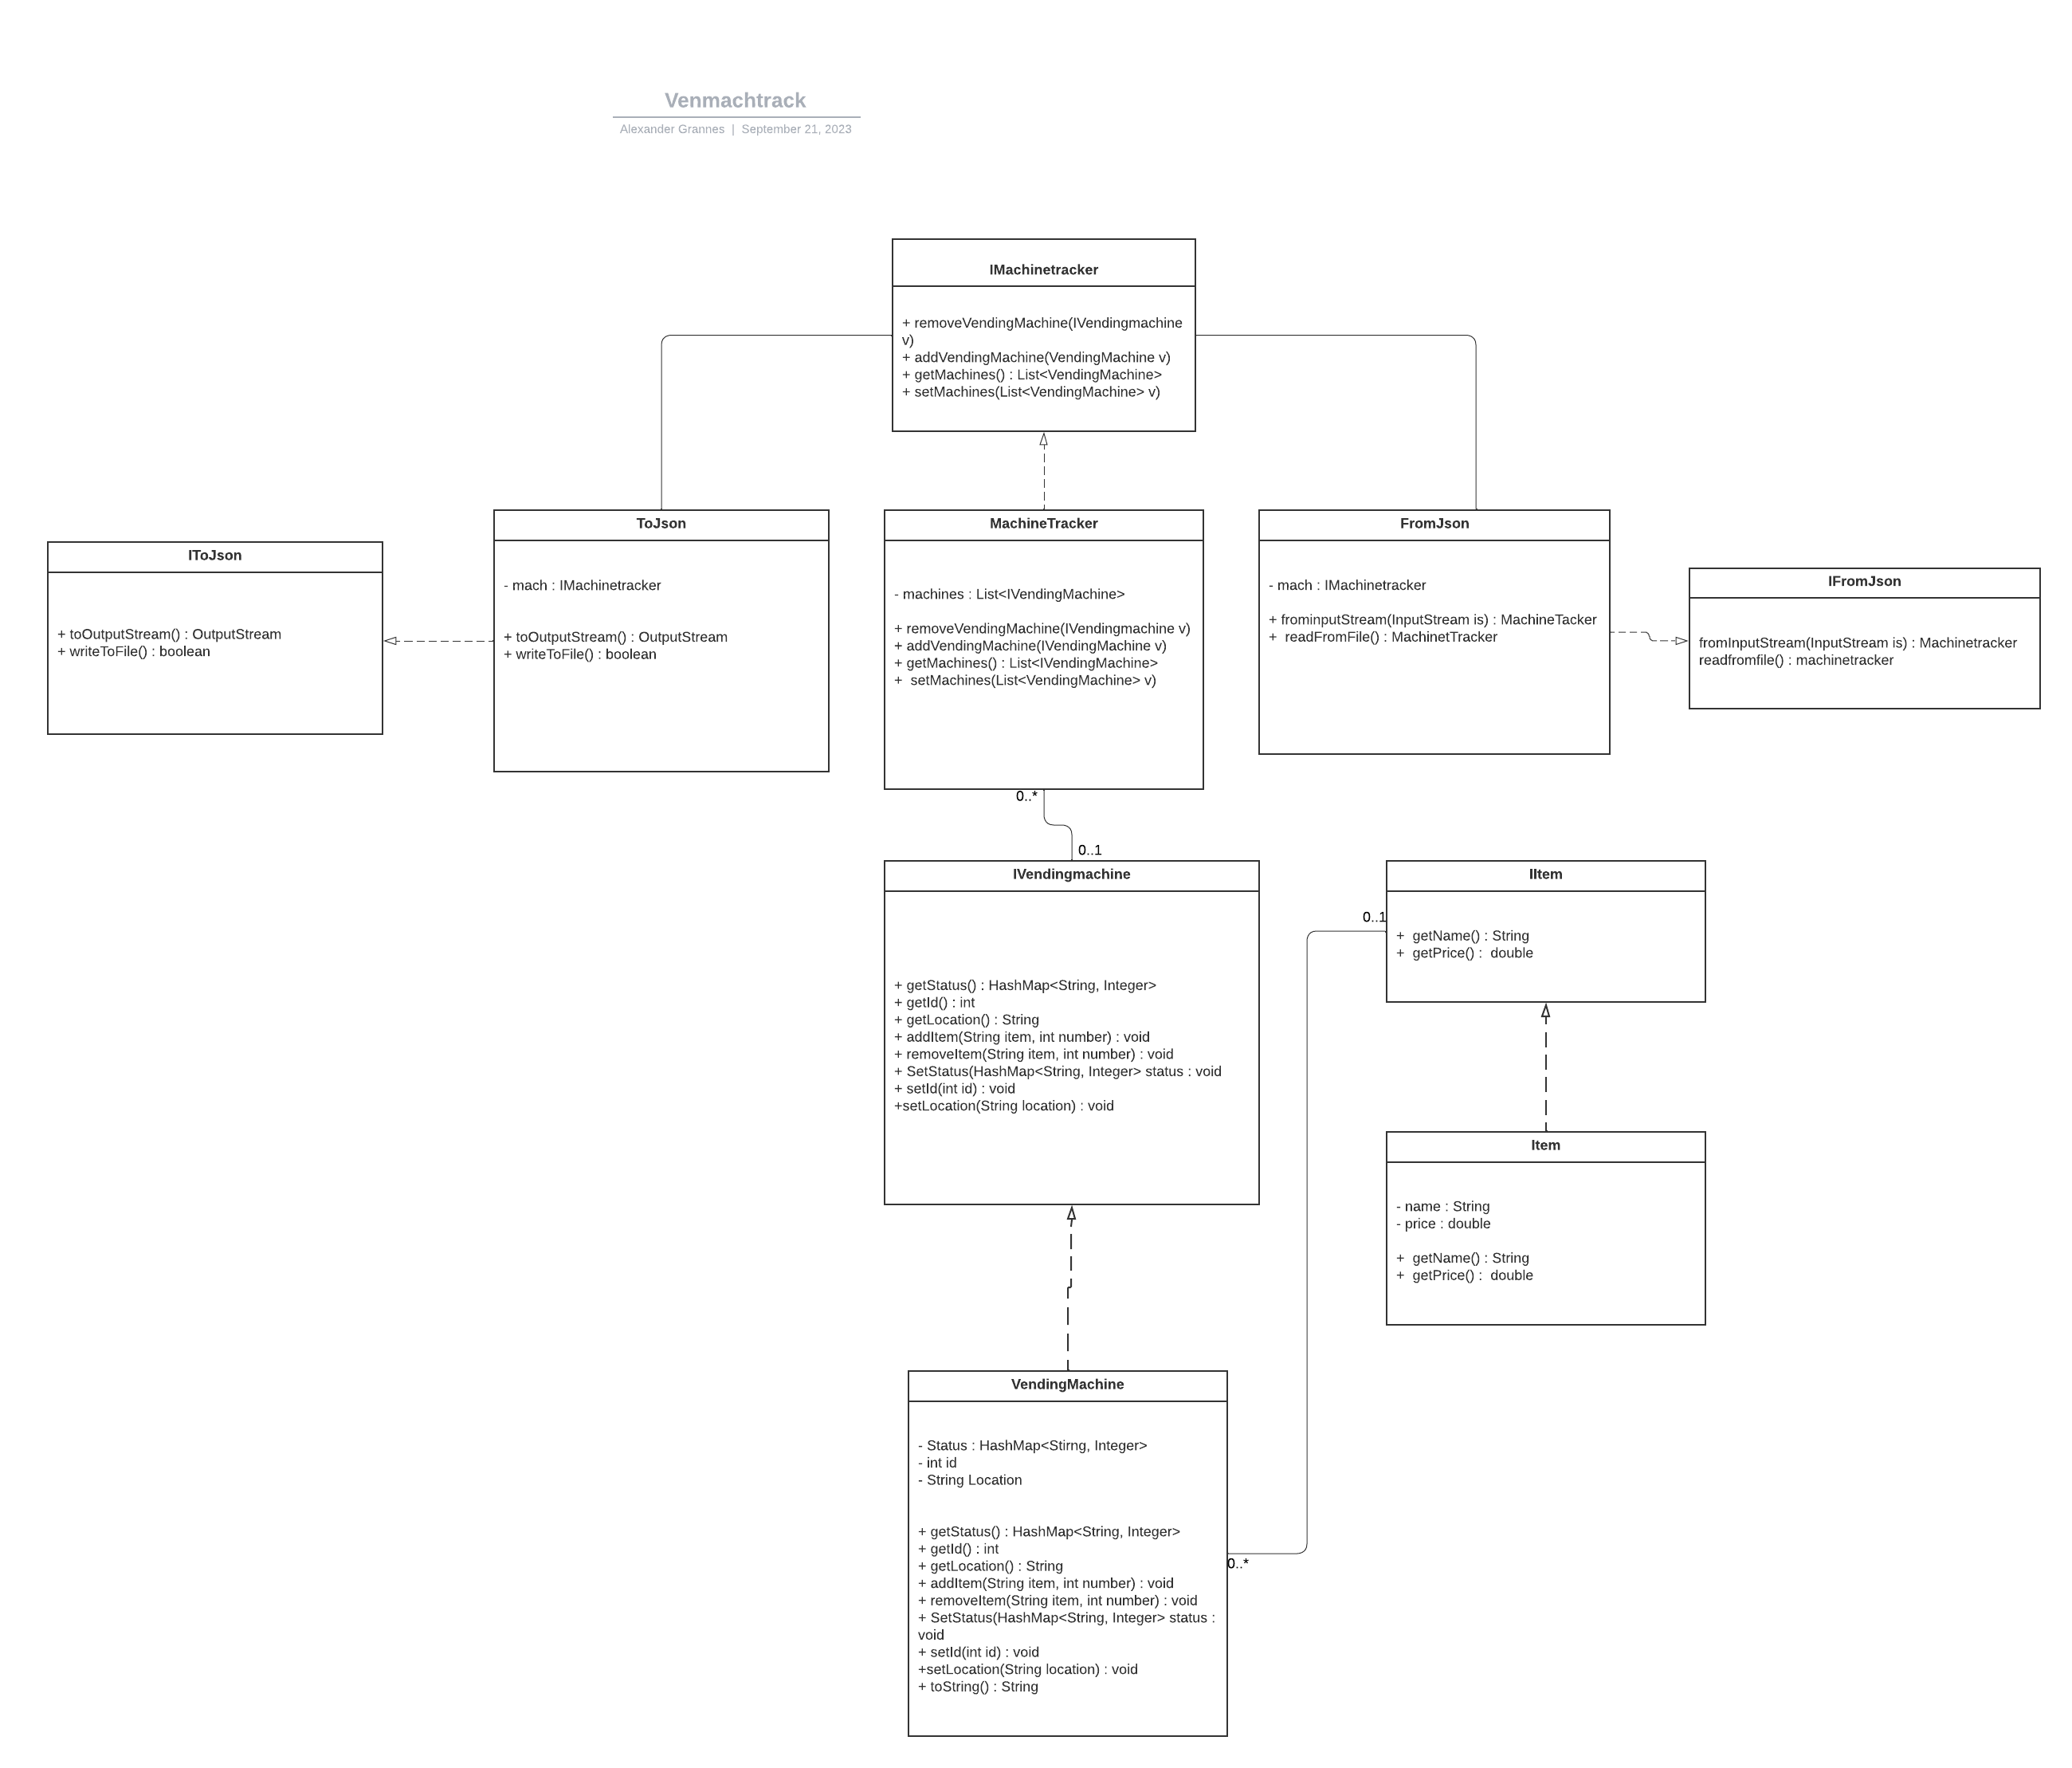 Venmachtrack
Alexander Grannes | September 21, 2023
IMachinetracker
+ removeVendingMachine(IVendingmachine
v)
+ addVendingMachine(VendingMachine v)
+ getMachines() : List<VendingMachine>
+ setMachines(List<VendingMachine> v)
IToJson
+ toOutputStream() : OutputStream
+ writeToFile() : boolean
ToJson
- mach : IMachinetracker
+ toOutputStream() : OutputStream
+ writeToFile() : boolean
MachineTracker
- machines : List<IVendingMachine>
+ removeVendingMachine(IVendingmachine v)
+ addVendingMachine(IVendingMachine v)
+ getMachines() : List<IVendingMachine>
+  setMachines(List<VendingMachine> v)
FromJson
- mach : IMachinetracker
+ frominputStream(InputStream is) : MachineTacker
+  readFromFile() : MachinetTracker
IFromJson
fromInputStream(InputStream is) : Machinetracker
readfromfile() : machinetracker
0..*
0..1
IVendingmachine
+ getStatus() : HashMap<String, Integer>
+ getId() : int
+ getLocation() : String
+ addItem(String item, int number) : void
+ removeItem(String item, int number) : void
+ SetStatus(HashMap<String, Integer> status : void
+ setId(int id) : void
+setLocation(String location) : void
0..1
IItem
+  getName() : String
+  getPrice() :  double
Item
- name : String
- price : double
+  getName() : String
+  getPrice() :  double
VendingMachine
- Status : HashMap<Stirng, Integer>
- int id
- String Location
+ getStatus() : HashMap<String, Integer>
+ getId() : int
+ getLocation() : String
+ addItem(String item, int number) : void
+ removeItem(String item, int number) : void
+ SetStatus(HashMap<String, Integer> status :
void
+ setId(int id) : void
+setLocation(String location) : void
+ toString() : String
0..*